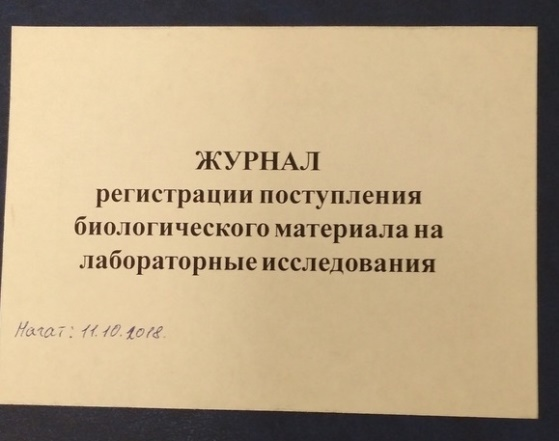 ЖУРНАЛ
регистрации поступления
биологического материала на
лабораторные исследования
Начат: 11.10.2018.